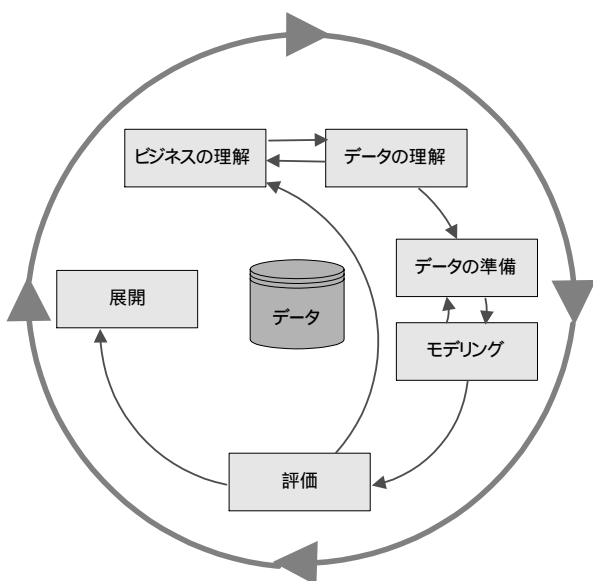 ビジネスの理解
データの理解
データの準備
展開
データ
モデリング
評価